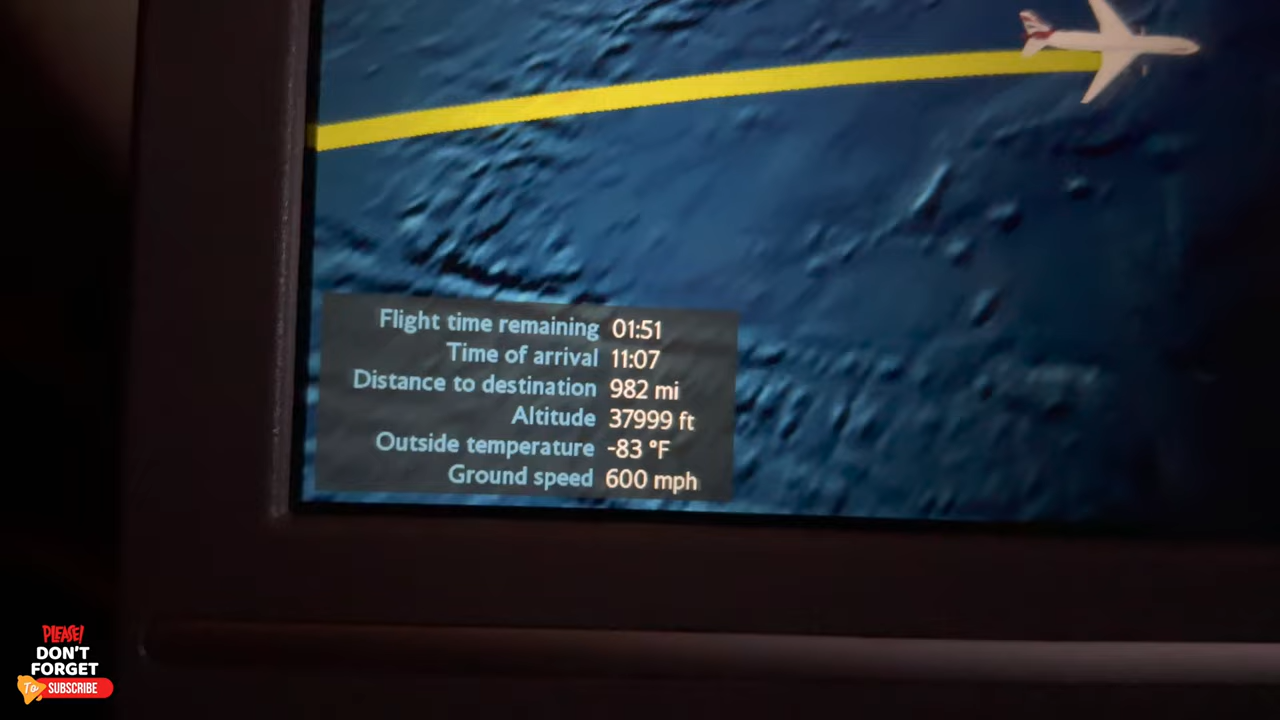 Flight time remaining 01:51
Time of arrival 11:07
Distance to destination 982 mi
Altitude 37999 ft
Outside temperature -83 °F
Ground speed 600 mph
PLEASE!
DON'T
FORGET
To SUBSCRIBE